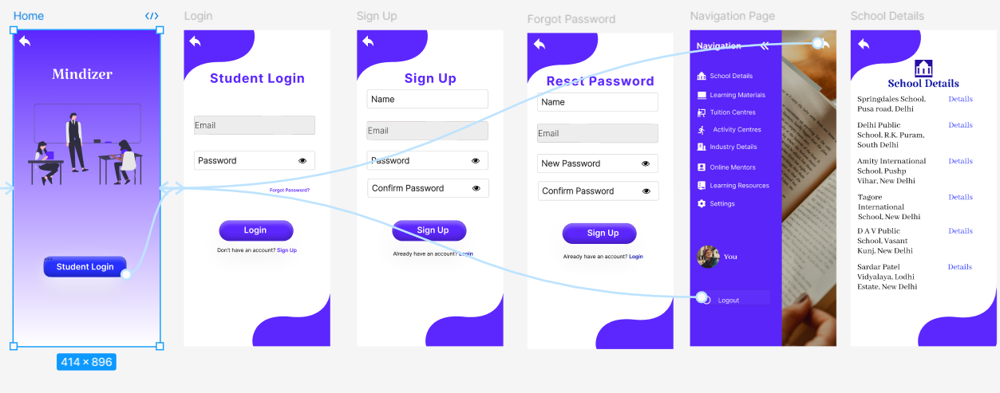 Home
Mindizer
Student Login
414 × 896
Login
Student Login
Email
Password
Forgot Password?
Login
Don't have an account? Sign Up
Sign Up
Sign Up
Name
Email
Password
Confirm Password
Sign Up
Already have an account? Login
Forgot Password
Reset Password
Name
Email
New Password
Confirm Password
Sign Up
Already have an account? Login
Navigation Page
Navigation
School Details
Learning Materials
Tuition Centres
Activity Centres
Industry Details
Online Mentors
Learning Resources
Settings
You
Logout
School Details
School Details
Springdales School, Details
Pusa road, Delhi
Delhi Public Details
School, R.K. Puram,
South Delhi
Amity International Details
School, Pushp
Vihar, New Delhi
Tagore Details
International
School, New Delhi
D A V Public Details
School, Vasant
Kunj, New Delhi
Sardar Patel Details
Vidyalaya, Lodhi
Estate, New Delhi